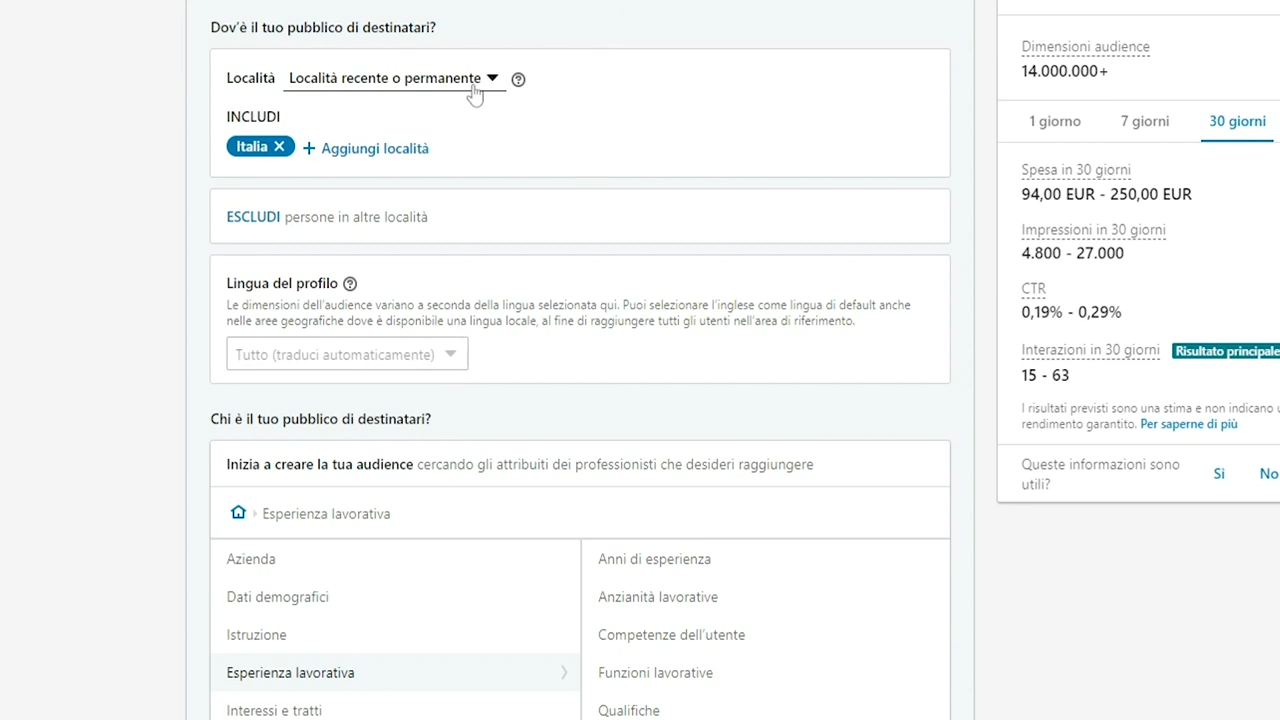 Dov'è il tuo pubblico di destinatari?
Località Località recente o permanente
INCLUDI
Italia
+ Aggiungi località
ESCLUDI persone in altre località
Lingua del profilo
Le dimensioni dell'audience variano a seconda della lingua selezionata qui. Puoi selezionare l'inglese come lingua di default anche
nelle aree geografiche dove è disponibile una lingua locale, al fine di raggiungere tutti gli utenti nell'area di riferimento.
Tutto (traduci automaticamente)
Chi è il tuo pubblico di destinatari?
Inizia a creare la tua audience cercando gli attribuiti dei professionisti che desideri raggiungere
Esperienza lavorativa
Azienda
Dati demografici
Istruzione
Esperienza lavorativa
Interessi e tratti
Anni di esperienza
Anzianità lavorative
Competenze dell'utente
Funzioni lavorative
Qualifiche
Dimensioni audience
14.000.000+
1 giorno 7 giorni 30 giorni
Spesa in 30 giorni
94,00 EUR - 250,00 EUR
Impressioni in 30 giorni
4.800 - 27.000
CTR
0,19% - 0,29%
Interazioni in 30 giorni Risultato principale
15 - 63
I risultati previsti sono una stima e non indicano
rendimento garantito. Per saperne di più
Queste informazioni sono
utili?
Sì No